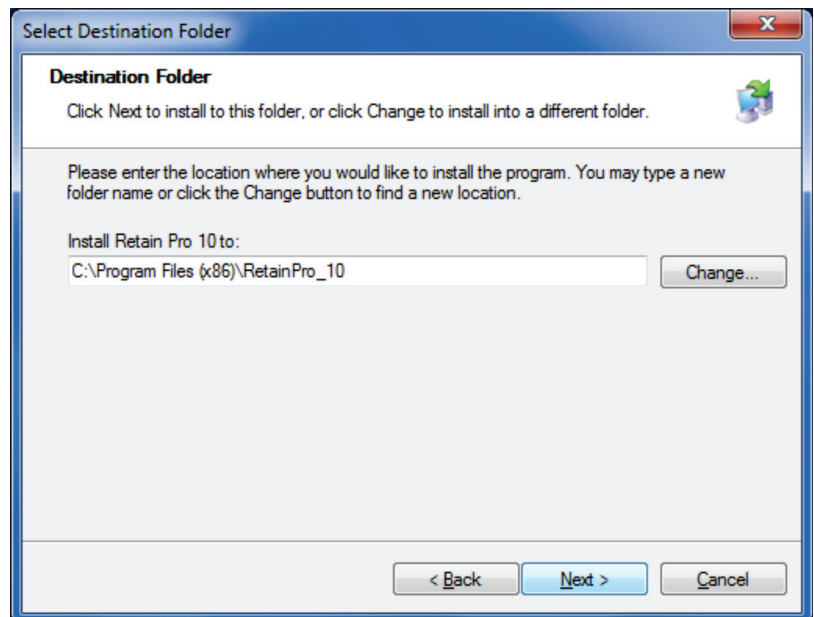 Select Destination Folder
Destination Folder
Click Next to install to this folder, or click Change to install into a different folder.
Please enter the location where you would like to install the program. You may type a new
folder name or click the Change button to find a new location.
Install Retain Pro 10 to:
C:\Program Files (x86)\RetainPro_10
Change...
< Back
Next >
Cancel